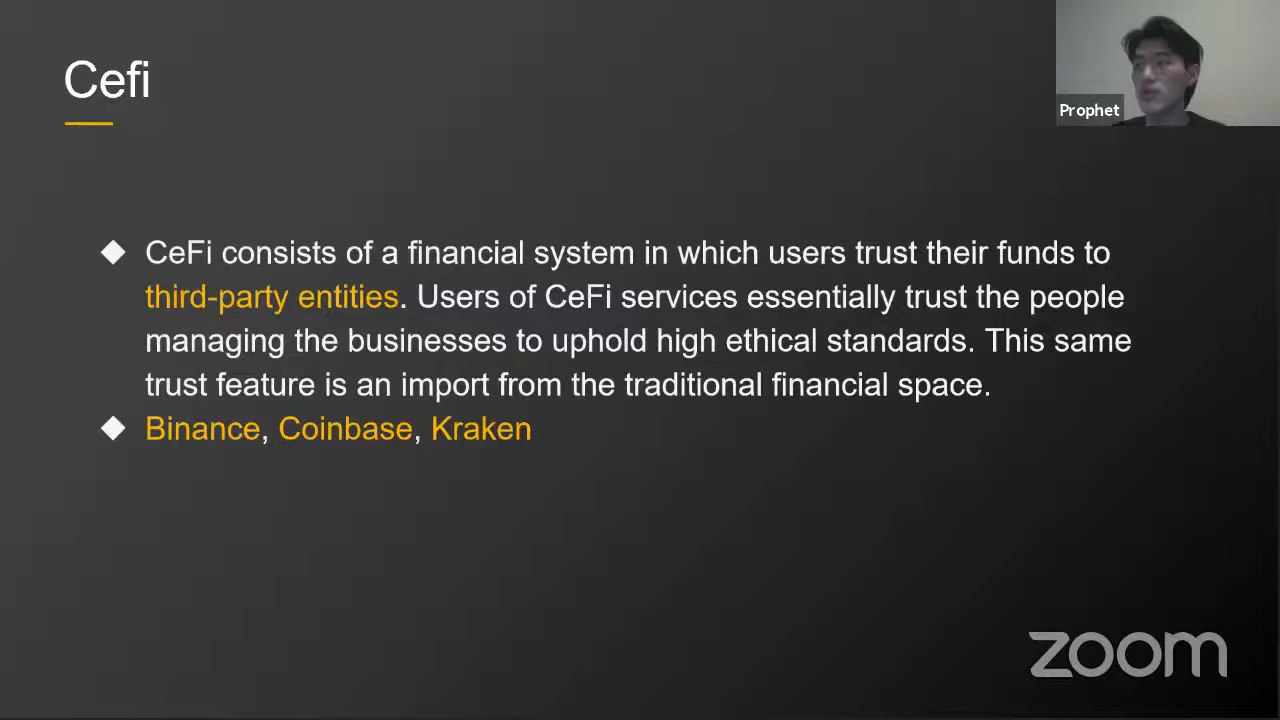 Cefi
Prophet
◆ CeFi consists of a financial system in which users trust their funds to
third-party entities. Users of CeFi services essentially trust the people
managing the businesses to uphold high ethical standards. This same
trust feature is an import from the traditional financial space.
◆ Binance, Coinbase, Kraken
zoom